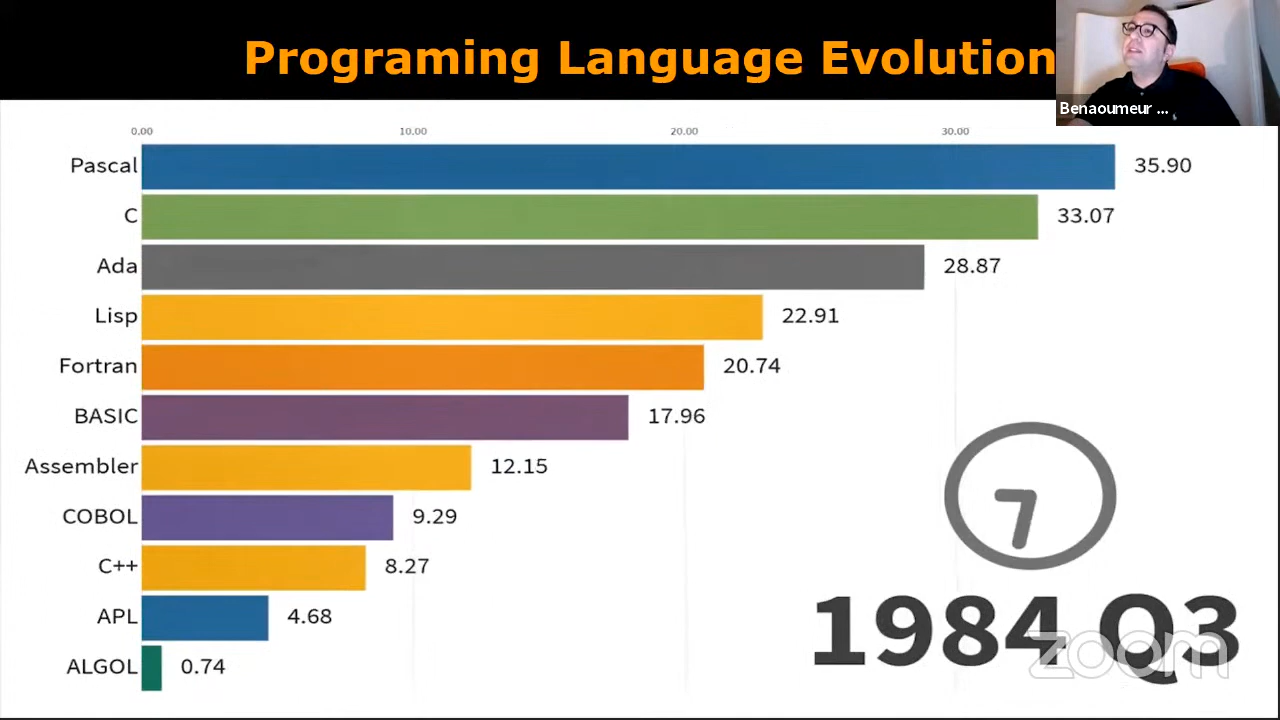 Programing Language Evolution
Benaoumeur ...
0.00 10.00 20.00 30.00
Pascal 35.90
C 33.07
Ada 28.87
Lisp 22.91
Fortran 20.74
BASIC 17.96
Assembler 12.15
COBOL 9.29
C++ 8.27
APL 4.68
ALGOL 0.74
1984 Q3
zoom